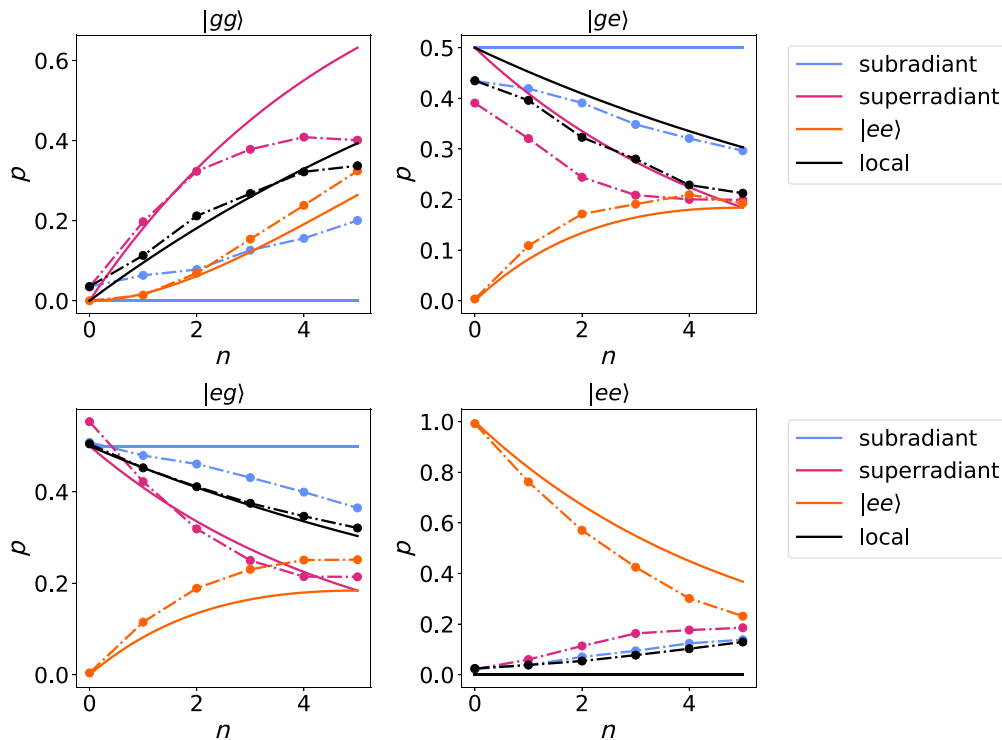 |gg⟩
0.6
0.4
0.2
0.0
p
0 2 4
n
|ge⟩
0.5
0.4
0.3
0.2
0.1
0.0
p
0 2 4
n
subradiant
superradiant
|ee⟩
local
|eg⟩
0.4
0.2
0.0
p
0 2 4
n
|ee⟩
1.0
0.8
0.6
0.4
0.2
0.0
p
0 2 4
n
subradiant
superradiant
|ee⟩
local